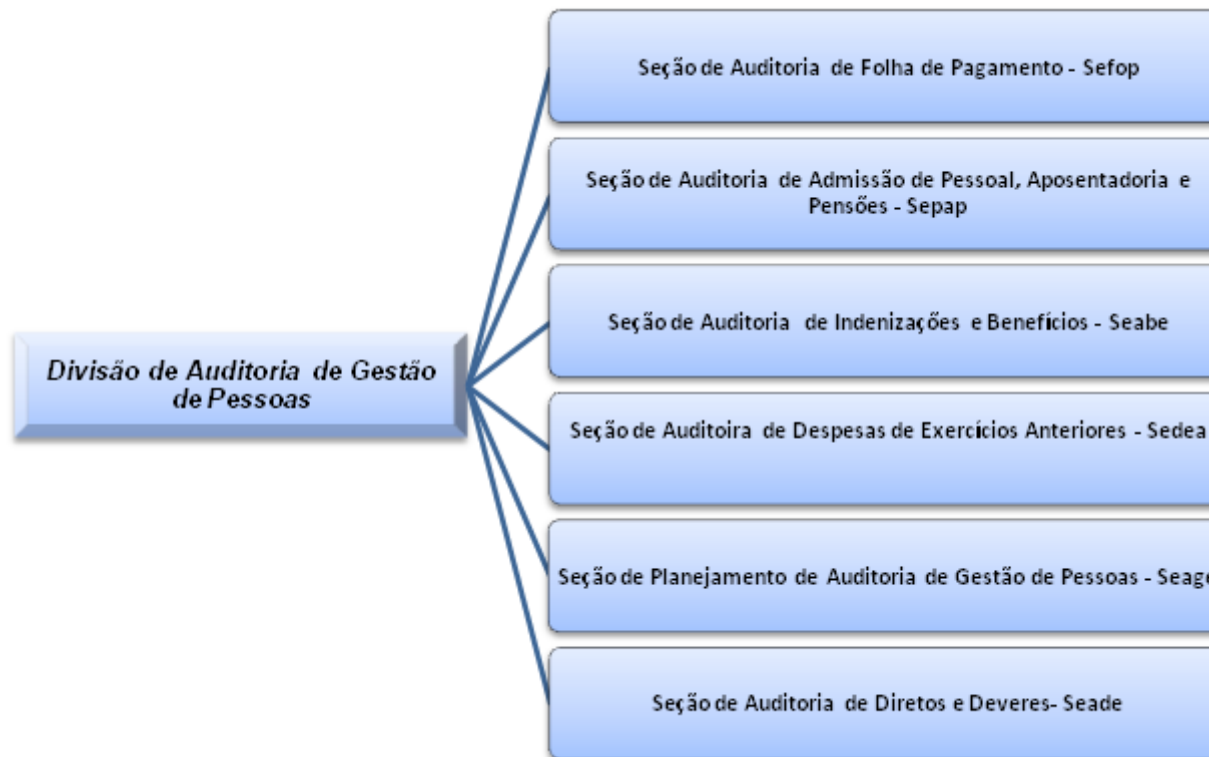 Seção de Auditoria de Folha de Pagamento - Sefop
Seção de Auditoria de Admissão de Pessoal, Aposentadoria e
Pensões - Sepap
Seção de Auditoria de Indenizações e Benefícios - Seabe
Divisão de Auditoria de Gestão
de Pessoas
Seção de Auditoira de Despesas de Exercícios Anteriores - Sedea
Seção de Planejamento de Auditoria de Gestão de Pessoas -
Seção de Auditoria de Diretos e Deveres- Seade